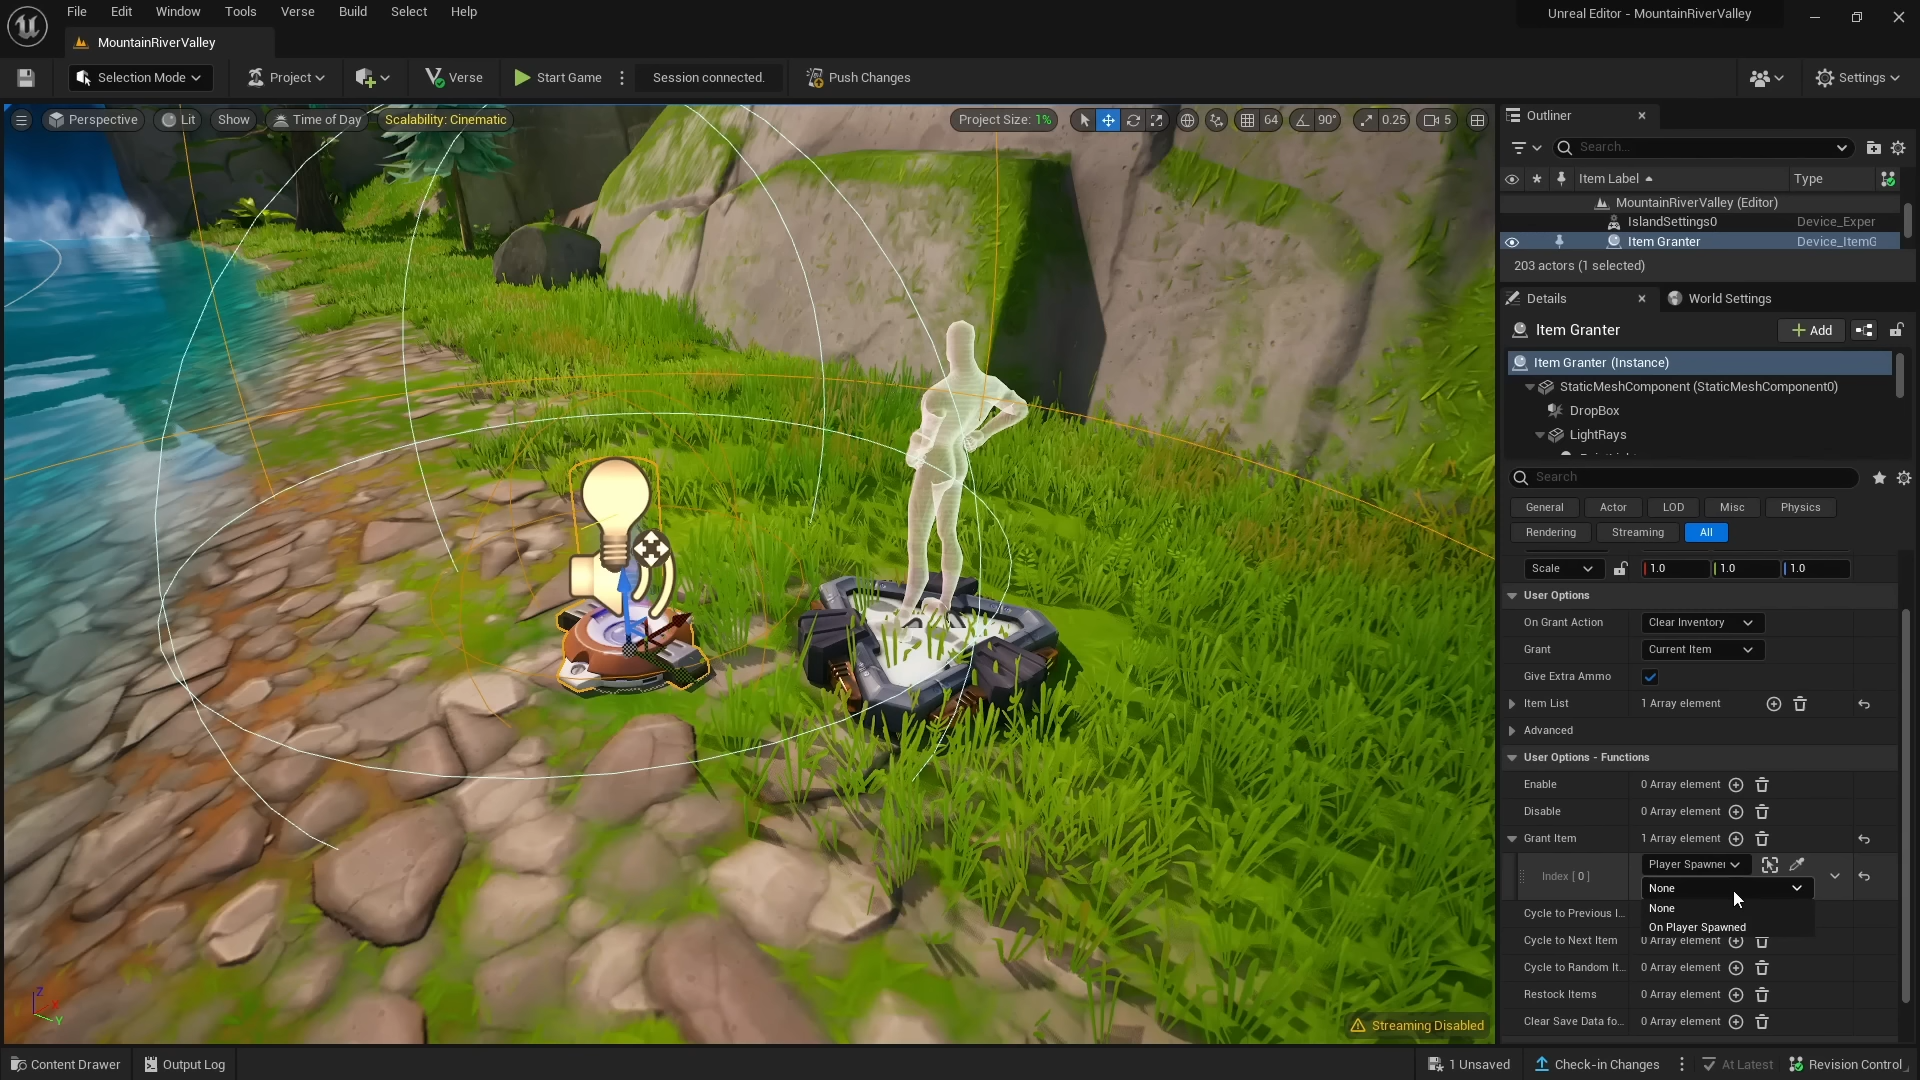 File Edit Window Tools Verse Build Select Help
Unreal Editor - MountainRiverValley
MountainRiverValley
Selection Mode Project Verse Start Game Session connected. Push Changes Settings
Perspective Lit Show Time of Day Scalability: Cinematic Project Size: 1% 64 90° 0.25 5
Outliner
Search...
Item Label Type
MountainRiverValley (Editor)
IslandSettings0 Device_Exper
Item Granter Device_ItemG
203 actors (1 selected)
Details World Settings
Item Granter Add
Item Granter (Instance)
StaticMeshComponent (StaticMeshComponent0)
DropBox
LightRays
Search
General Actor LOD Misc Physics
Rendering Streaming All
Scale 1.0 1.0 1.0
User Options
On Grant Action Clear Inventory
Grant Current Item
Give Extra Ammo
Item List 1 Array element
Advanced
User Options - Functions
Enable 0 Array element
Disable 0 Array element
Grant Item 1 Array element
Player Spawner
Index [ 0 ]
None
None
Cycle to Previous I...
On Player Spawned
Cycle to Next Item 0 Array element
Cycle to Random It... 0 Array element
Restock Items 0 Array element
Clear Save Data fo... 0 Array element
Z
X
Y
Streaming Disabled
Content Drawer Output Log 1 Unsaved Check-in Changes At Latest Revision Control